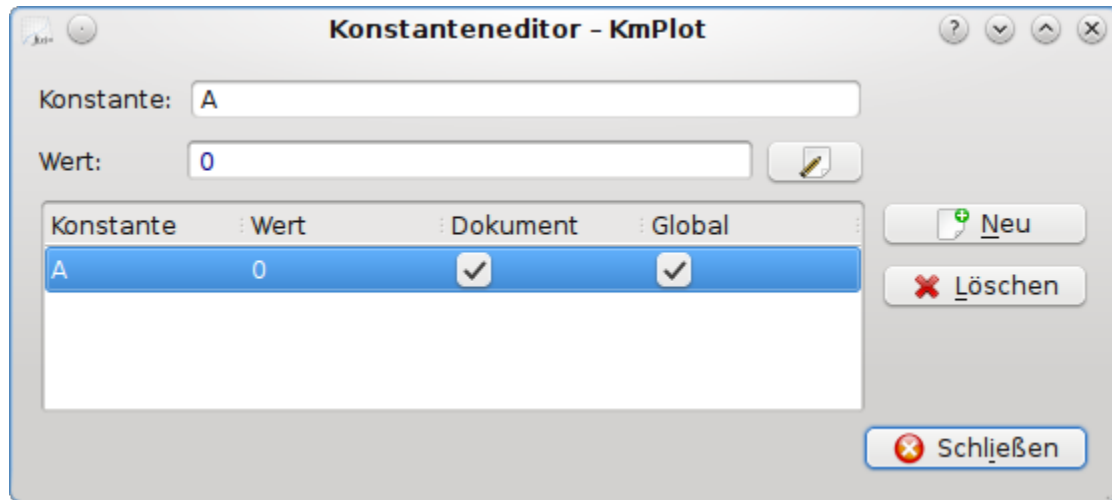 Konstanteneditor – KmPlot
Konstante: A
Wert: 0
Konstante Wert Dokument Global
A 0
Neu
Löschen
Schließen